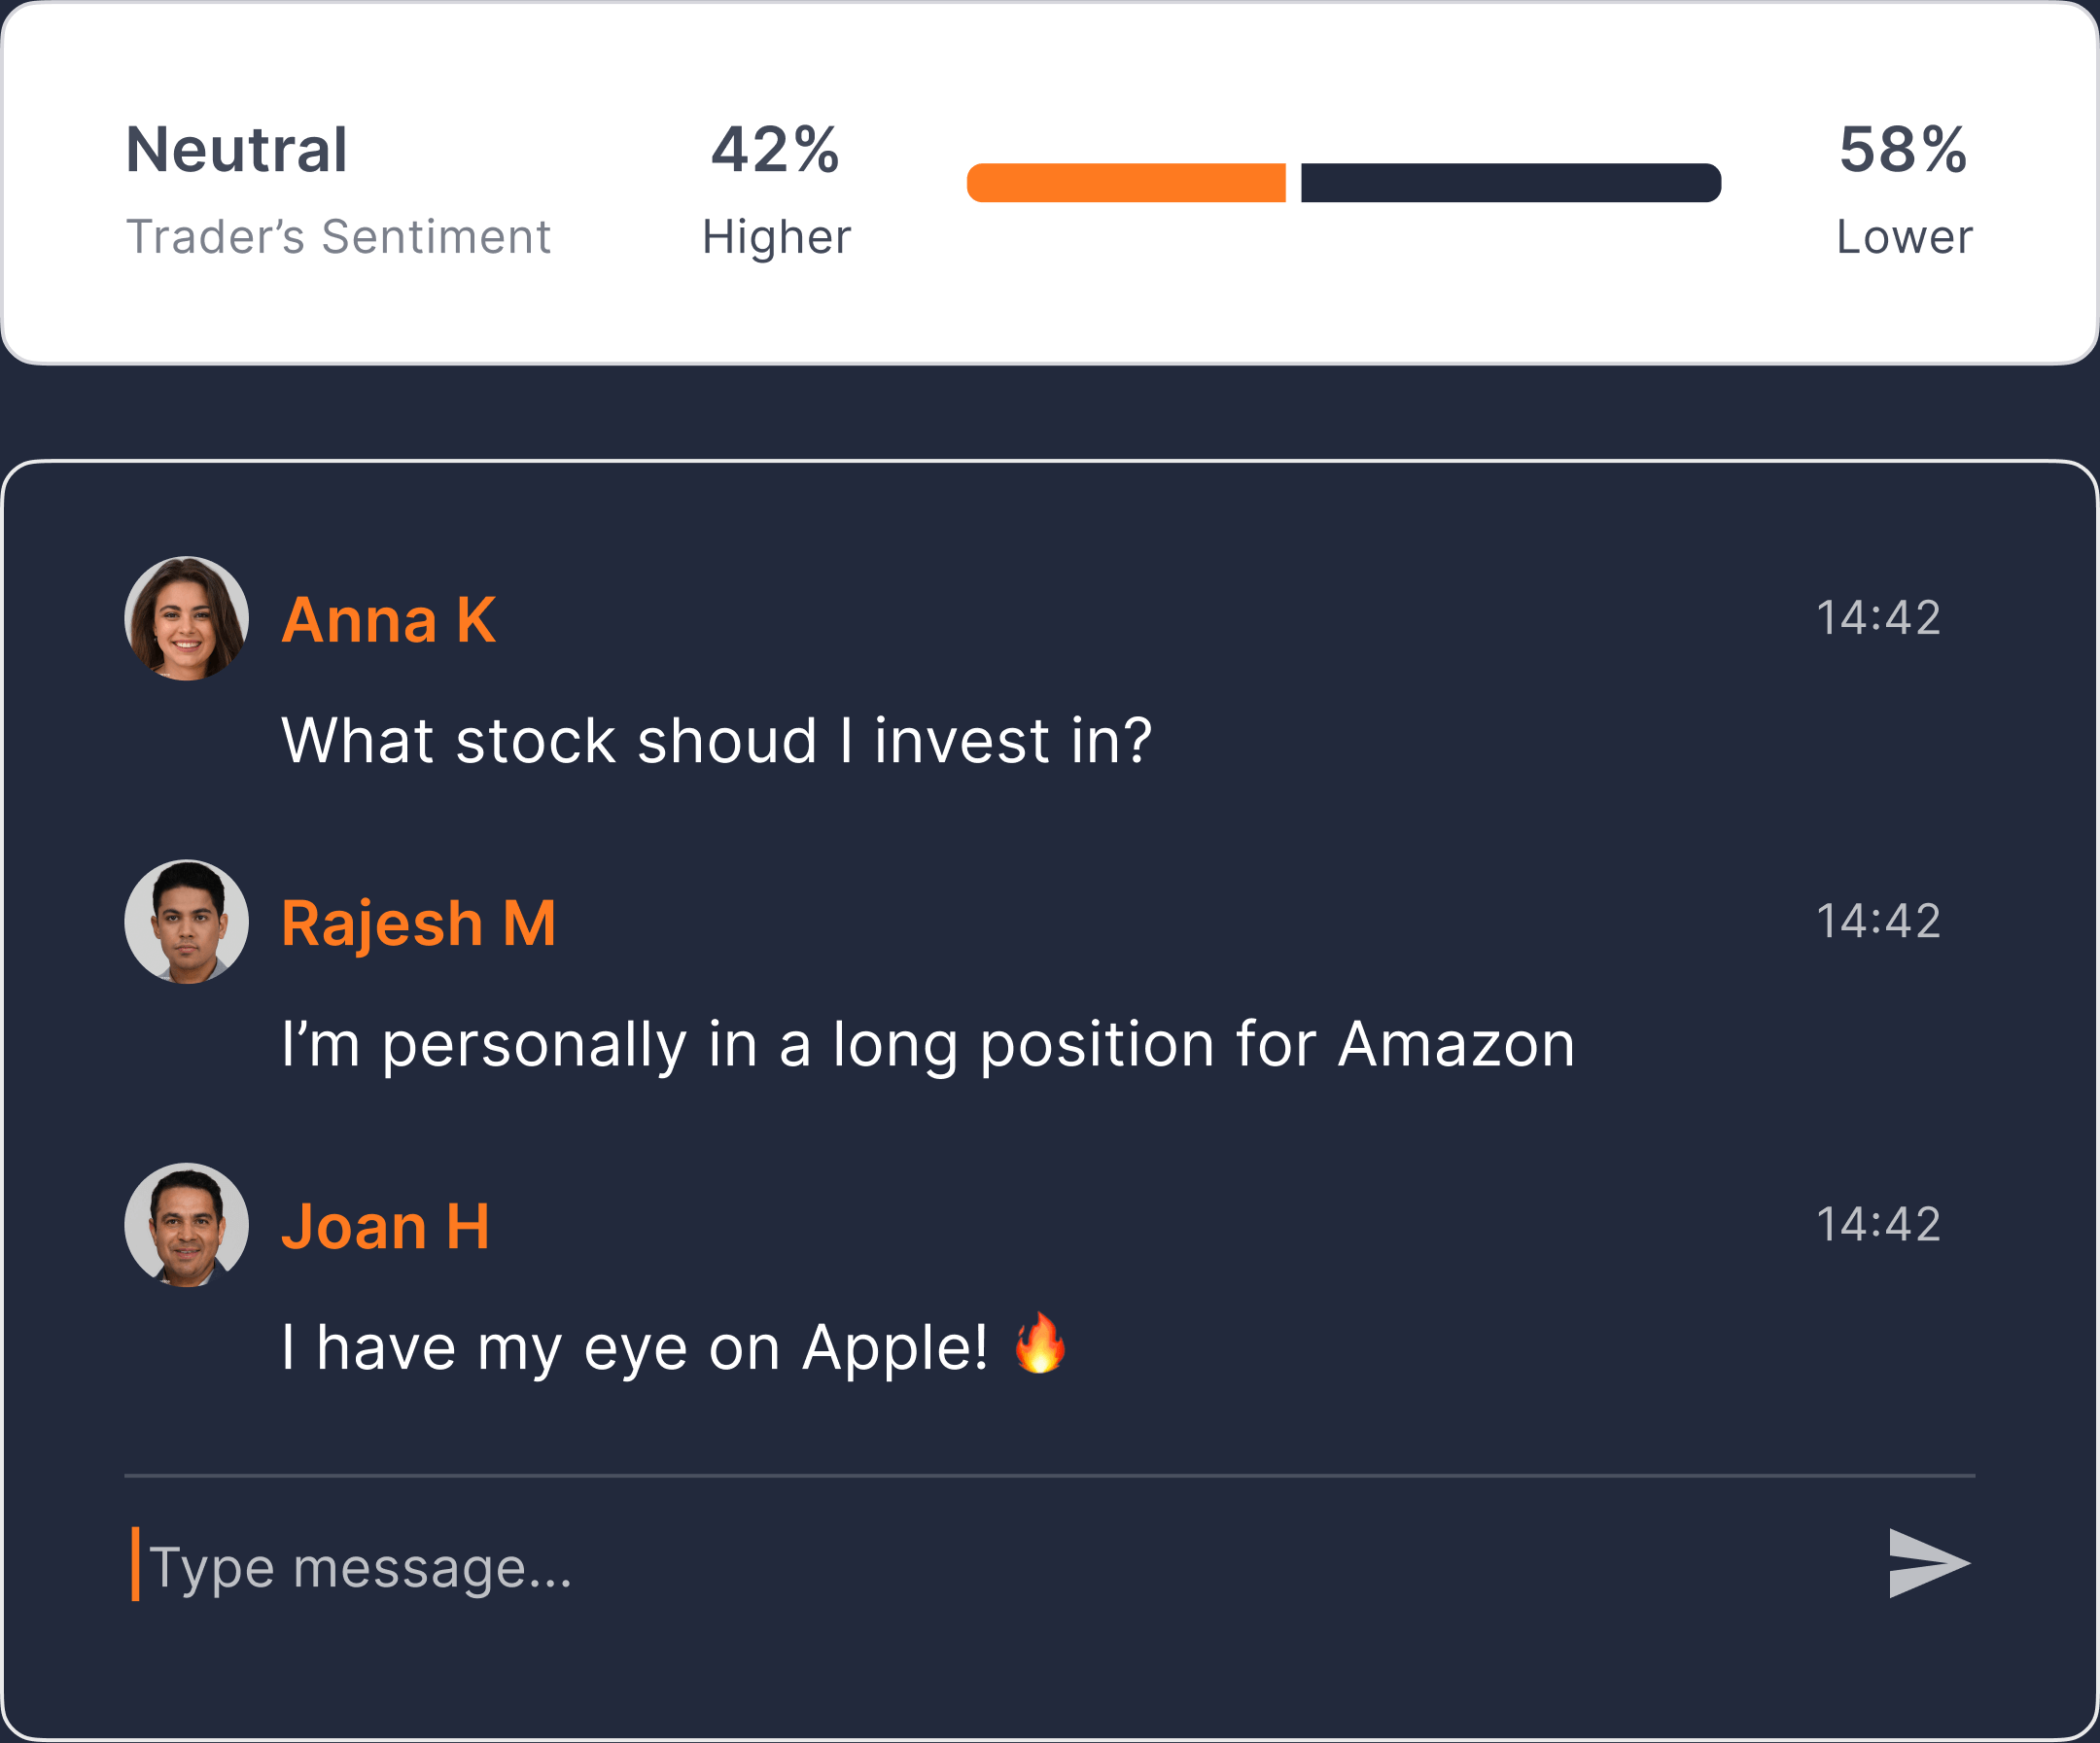 Neutral 42% 58%
Trader’s Sentiment Higher Lower
Anna K 14:42
What stock shoud I invest in?
Rajesh M 14:42
I’m personally in a long position for Amazon
Joan H 14:42
I have my eye on Apple! 🔥
Type message...